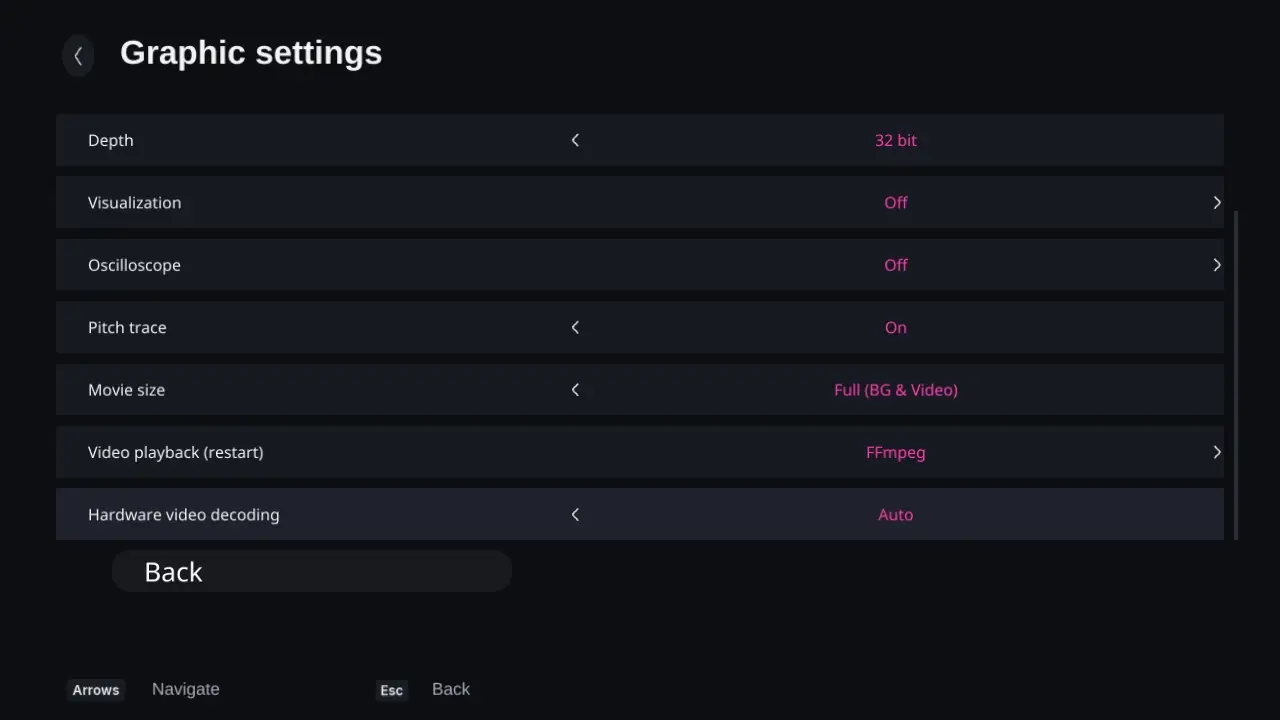 Graphic settings
Depth 32 bit
Visualization Off
Oscilloscope Off
Pitch trace On
Movie size Full (BG & Video)
Video playback (restart) FFmpeg
Hardware video decoding Auto
Back
Arrows Navigate Esc Back